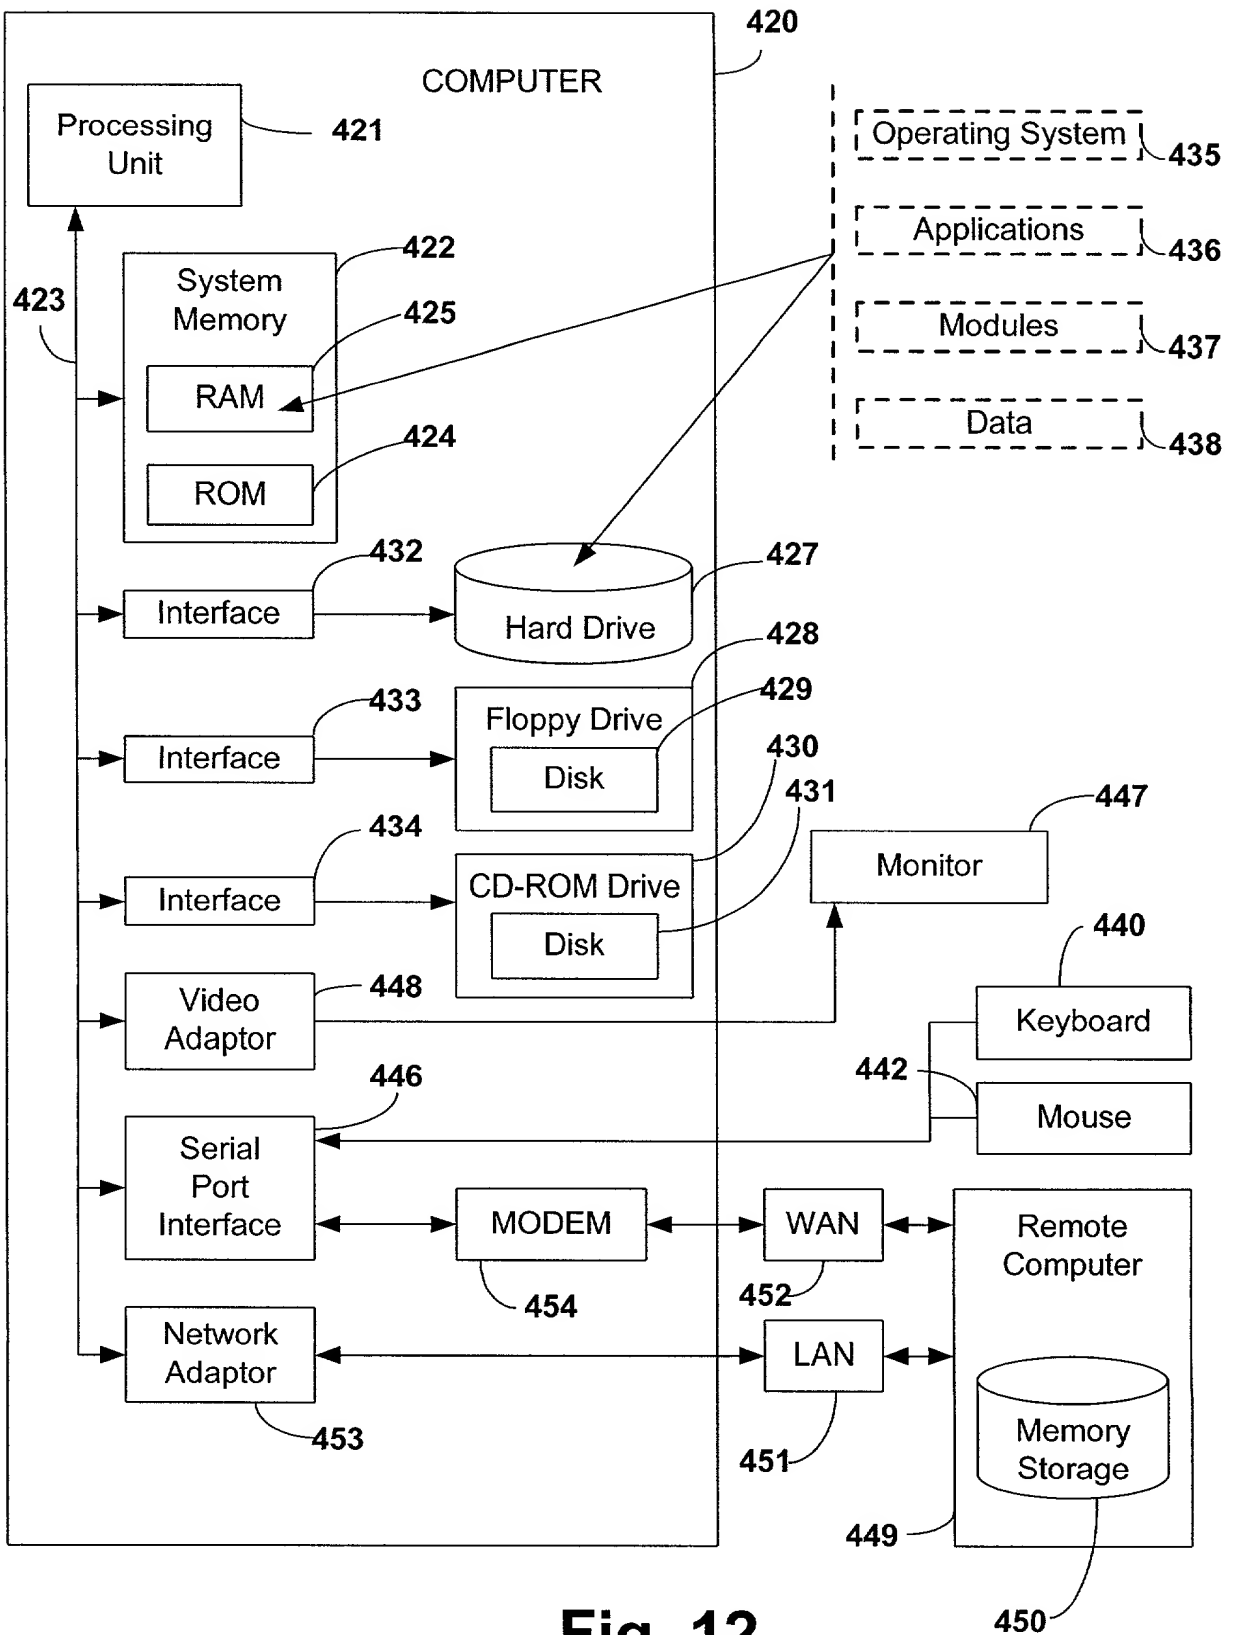 420
COMPUTER
Processing
Unit
421
Operating System
435
Applications
436
Modules
437
Data
438
422
System
Memory
423
425
RAM
424
ROM
432
Interface
427
Hard Drive
428
433
429
Floppy Drive
Interface
Disk
430
431
434
447
Monitor
Interface
CD-ROM Drive
Disk
440
448
Video
Adaptor
Keyboard
446
442
Mouse
Serial
Port
Interface
MODEM
WAN
Remote
Computer
454
452
Network
Adaptor
LAN
453
451
Memory
Storage
449
450
Fig. 12